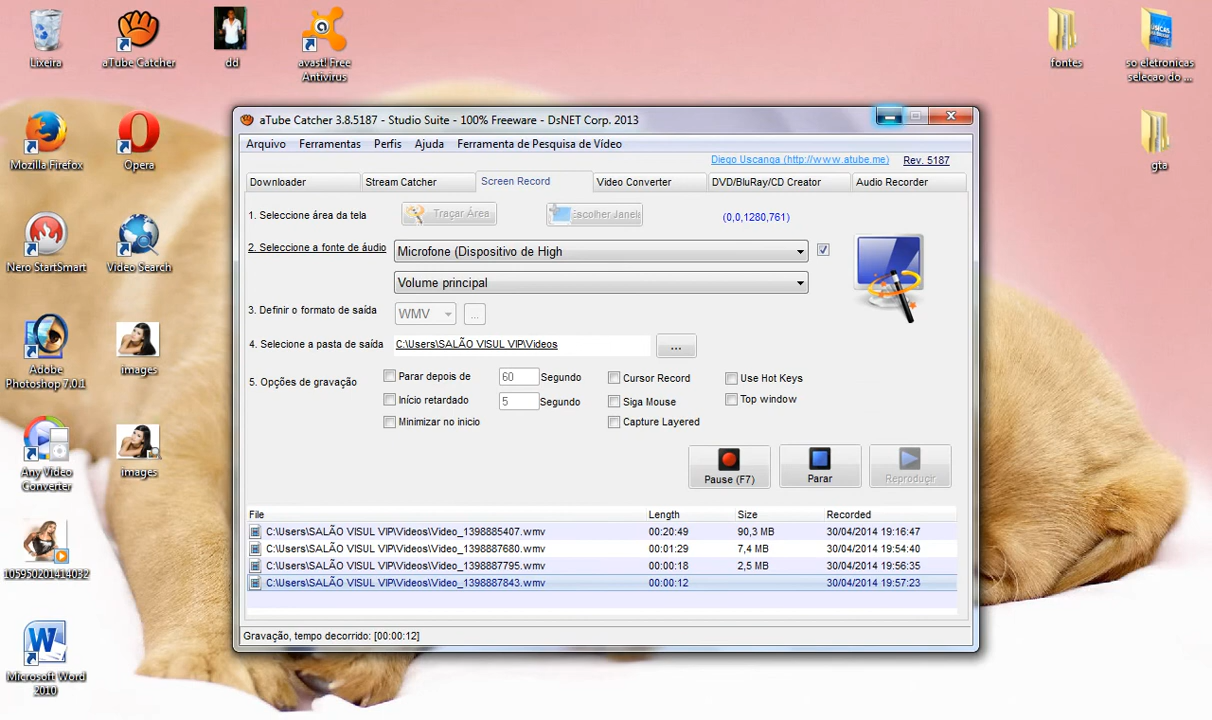 Lixeira
aTube Catcher
dd
avast! Free
Antivirus
fontes
so eletronicas
selecao do ...
Mozilla Firefox
Opera
gta
Nero StartSmart
Video Search
Adobe
Photoshop 7.0.1
images
Any Video
Converter
images
Microsoft Word
2010
aTube Catcher 3.8.5187 - Studio Suite - 100% Freeware - DsNET Corp. 2013
Arquivo Ferramentas Perfis Ajuda Ferramenta de Pesquisa de Vídeo
Diego Uscanga (http://www.atube.me) Rev. 5187
Downloader Stream Catcher Screen Record Video Converter DVD/BluRay/CD Creator Audio Recorder
1. Seleccione área da tela Traçar Área Escolher Janela (0,0,1280,761)
2. Seleccione a fonte de áudio Microfone (Dispositivo de High
Volume principal
3. Definir o formato de saída WMV ...
4. Selecione a pasta de saída C:\Users\SALÃO VISUL VIP\Videos ...
5. Opções de gravação
Parar depois de 60 Segundo Cursor Record Use Hot Keys
Início retardado 5 Segundo Siga Mouse Top window
Minimizar no inicio Capture Layered
Pause (F7) Parar Reproduçir
File Length Size Recorded
C:\Users\SALÃO VISUL VIP\Videos\Video_1398885407.wmv 00:20:49 90,3 MB 30/04/2014 19:16:47
C:\Users\SALÃO VISUL VIP\Videos\Video_1398887680.wmv 00:01:29 7,4 MB 30/04/2014 19:54:40
C:\Users\SALÃO VISUL VIP\Videos\Video_1398887795.wmv 00:00:18 2,5 MB 30/04/2014 19:56:35
C:\Users\SALÃO VISUL VIP\Videos\Video_1398887843.wmv 00:00:12 30/04/2014 19:57:23
Gravação, tempo decorrido: [00:00:12]